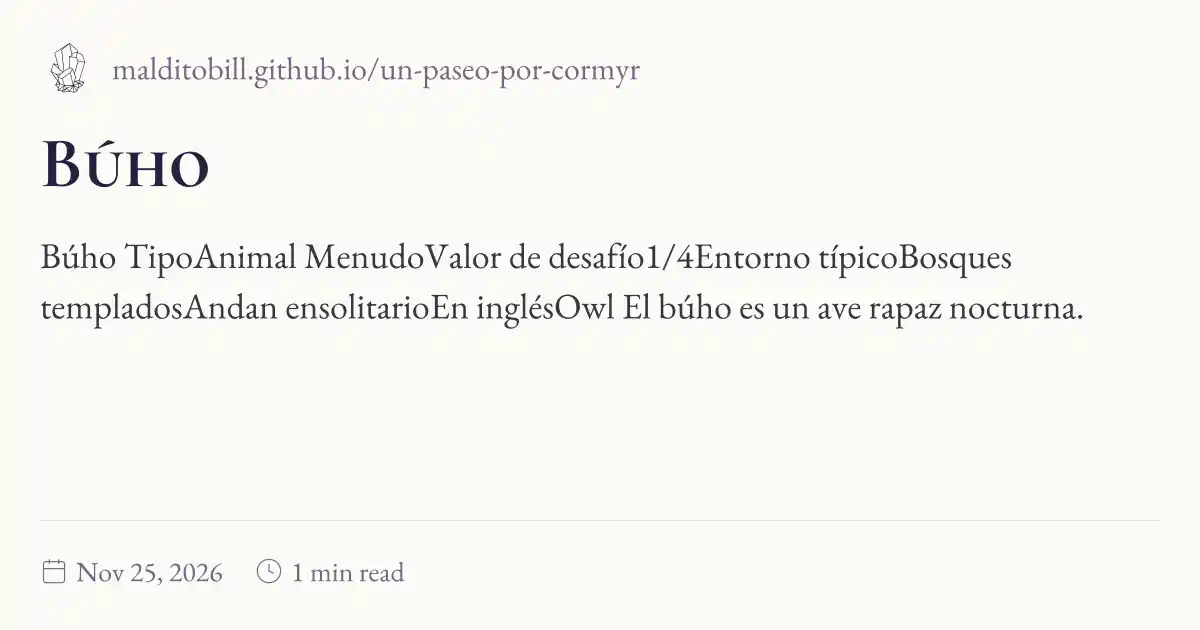 malditobill.github.io/un-paseo-por-cormyr
Búho
Búho TipoAnimal MenudoValor de desafío1/4Entorno típicoBosques
templadosAndan ensolitarioEn inglésOwl El búho es un ave rapaz nocturna.
Nov 25, 2026 1 min read